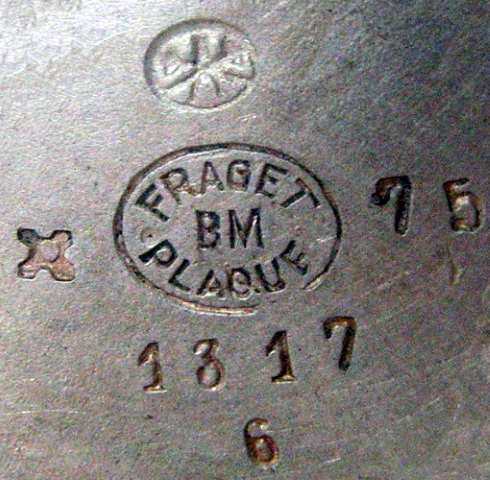 FRAGET
BM
PLAQUE
75
1317
6